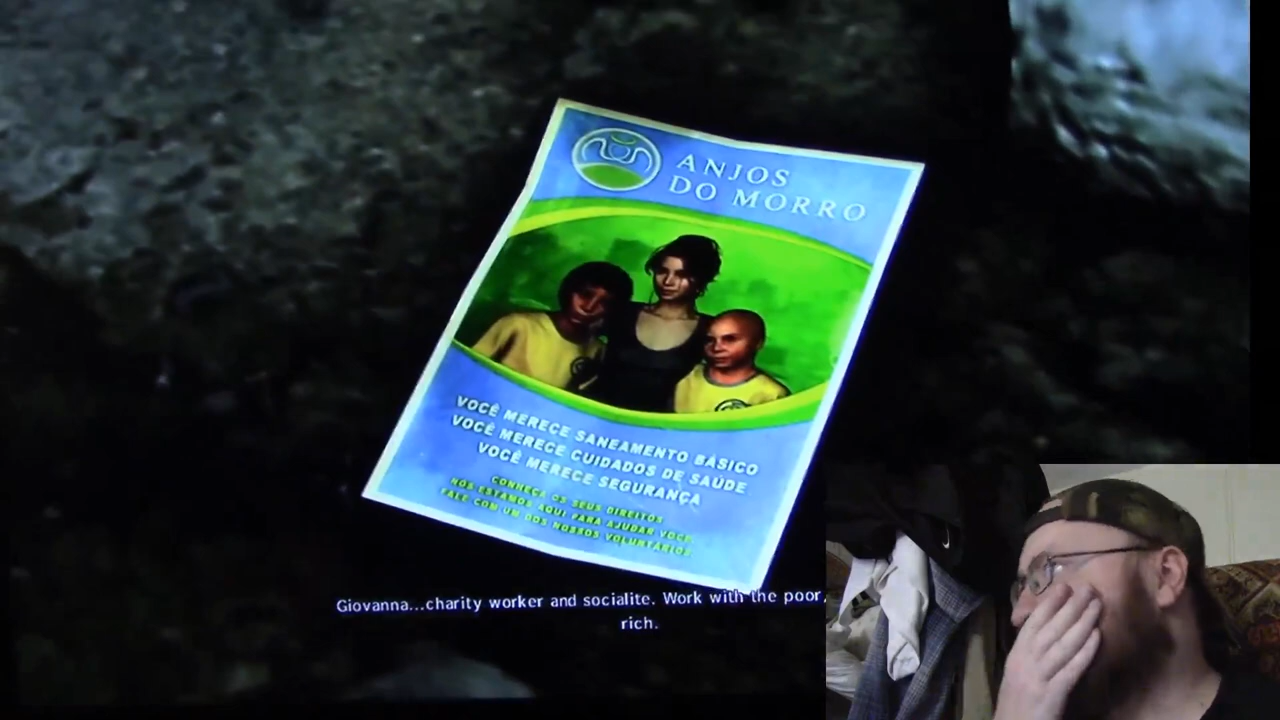 ANJOS
DO MORRO
VOCÊ MERECE SANEAMENTO BÁSICO
VOCÊ MERECE CUIDADOS DE SAÚDE
VOCÊ MERECE SEGURANÇA
CONHEÇA OS SEUS DIREITOS
NÓS ESTAMOS AQUI PARA AJUDAR VOCÊ
FALE COM UM DOS NOSSOS VOLUNTÁRIOS
Giovanna...charity worker and socialite. Work with the poor,
rich.